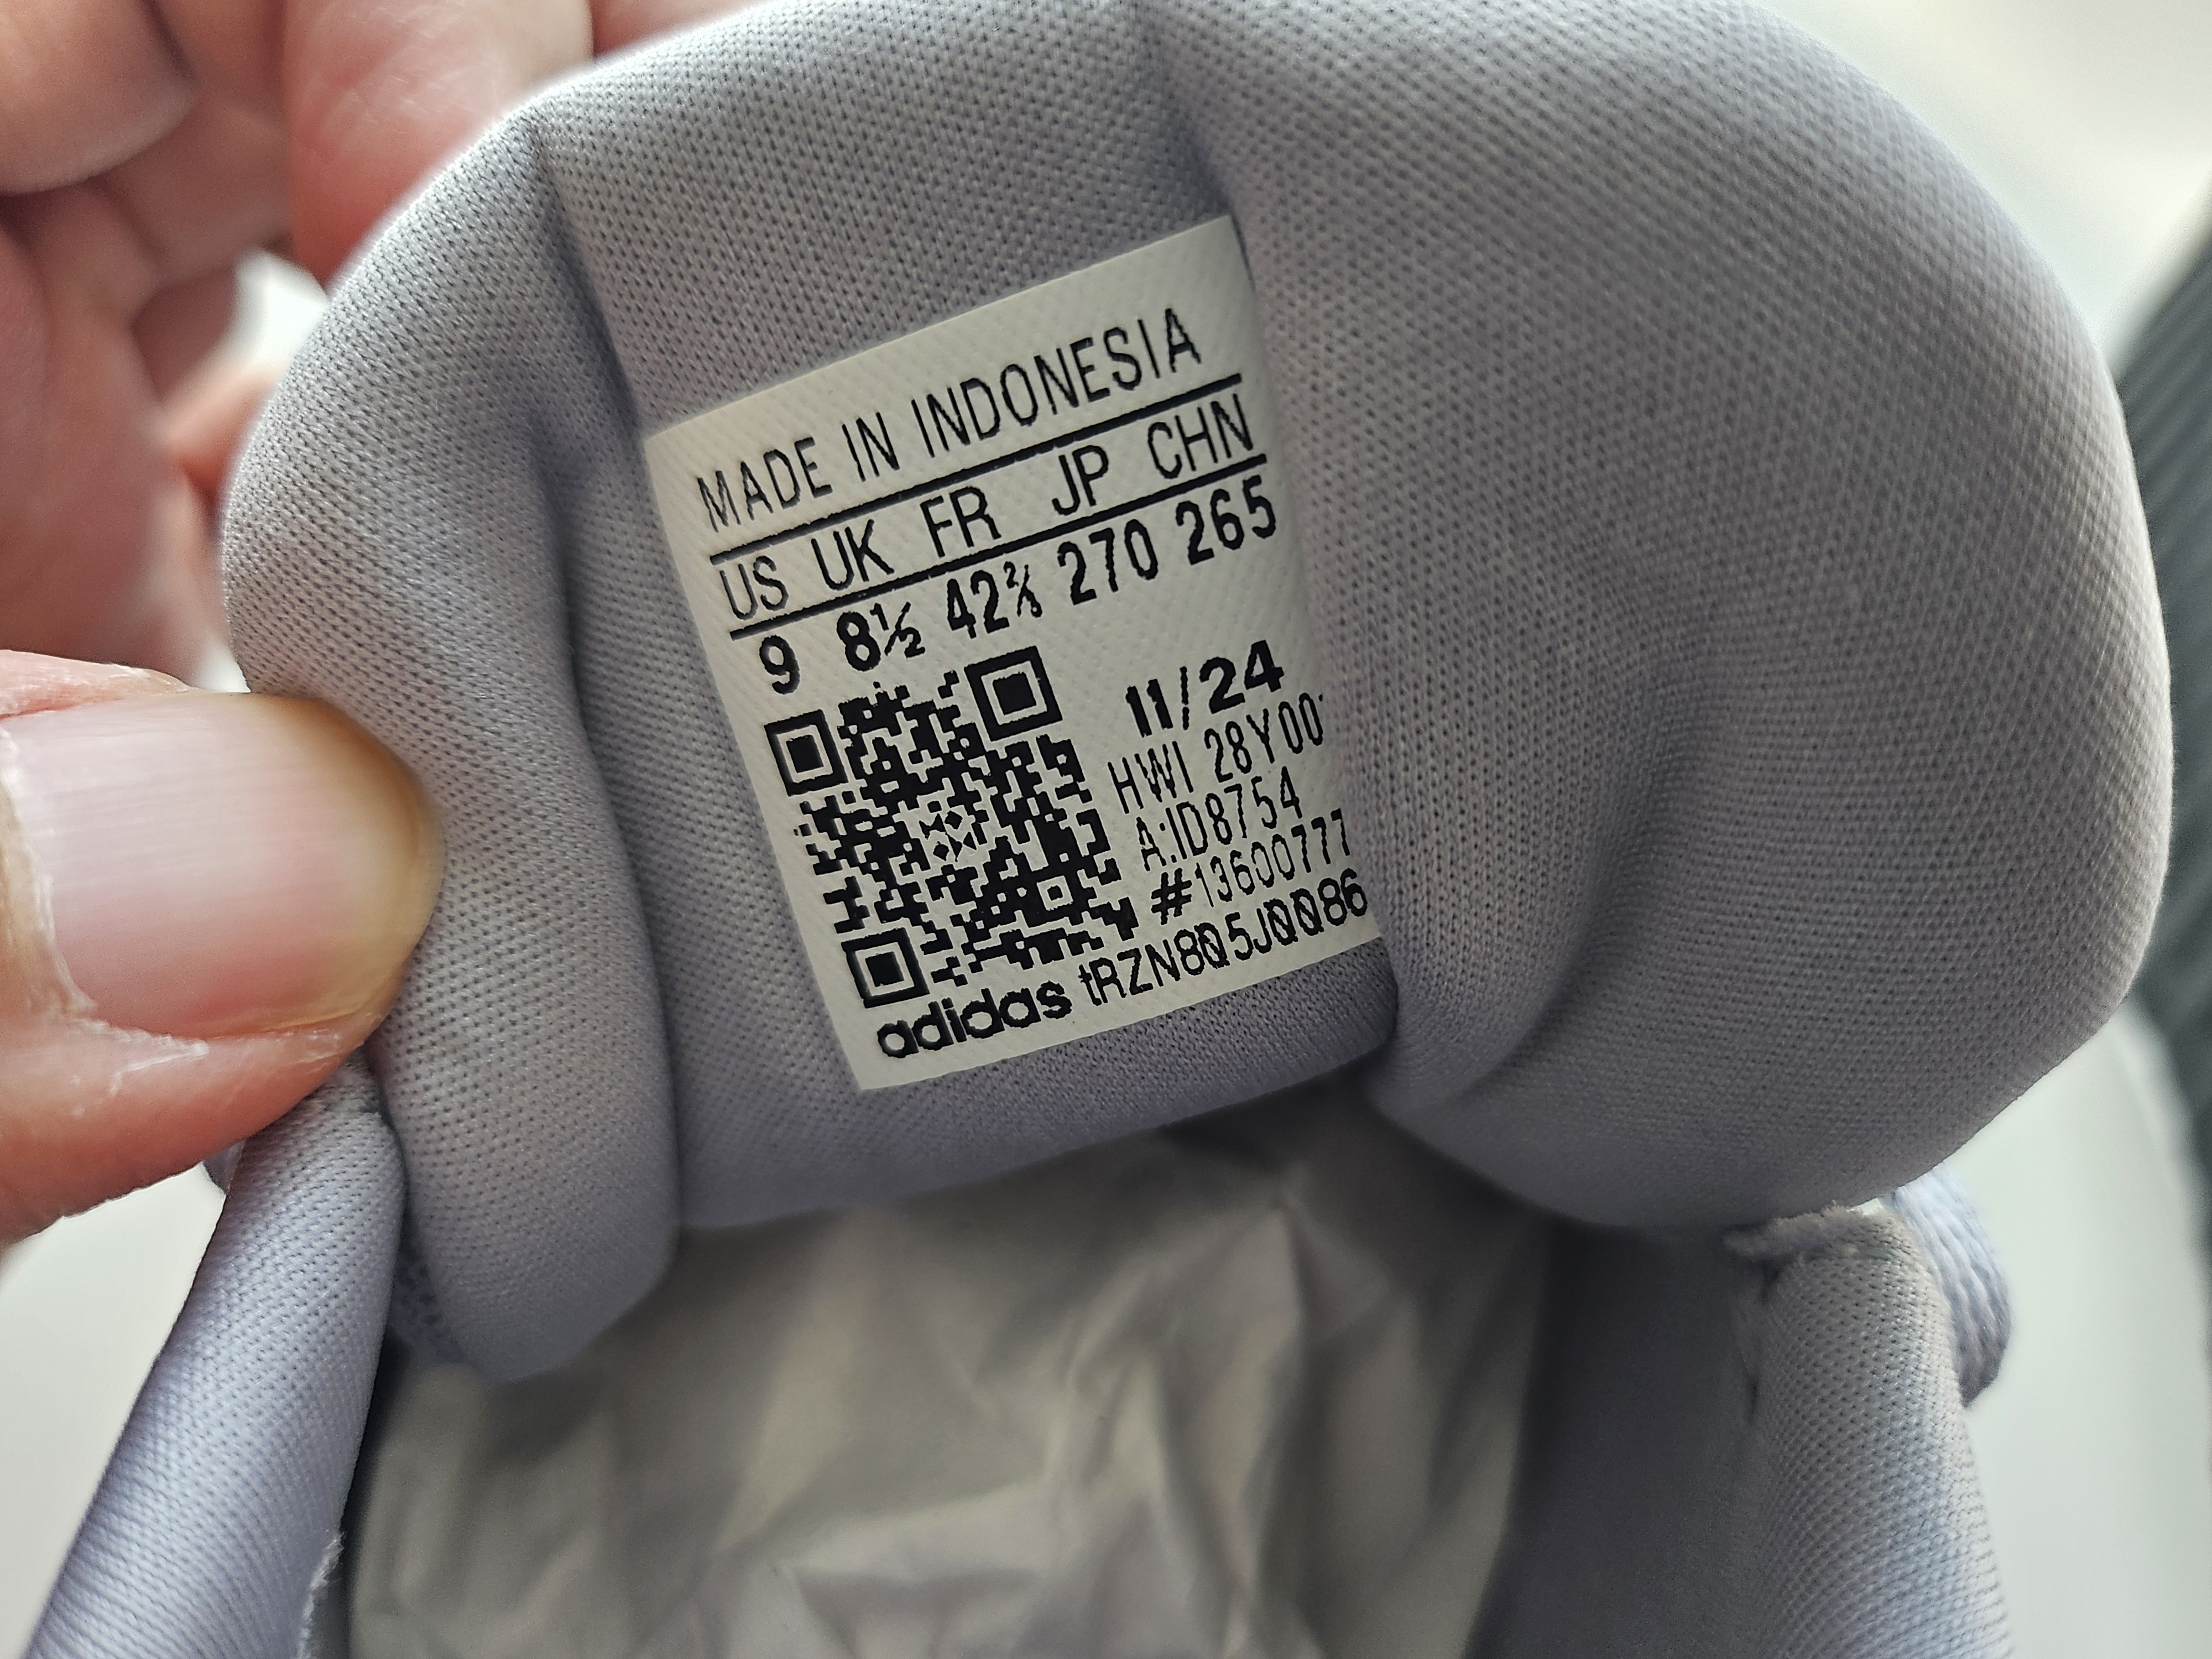 MADE IN INDONESIA
US UK FR JP CHN
9 8½ 42⅔ 270 265
11/24
HWI 28Y00
A:ID8754
#13600777
adidas tRZN8Q5JQQ86